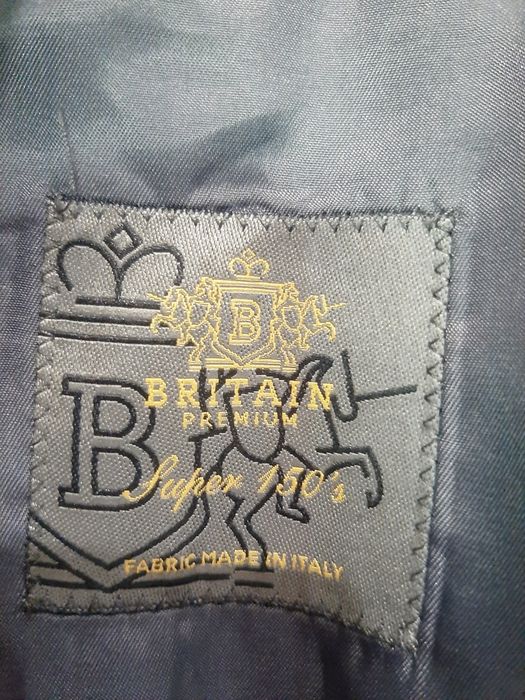 B
B
BRITAIN
PREMIUM
Super 150's
FABRIC MADE IN ITALY